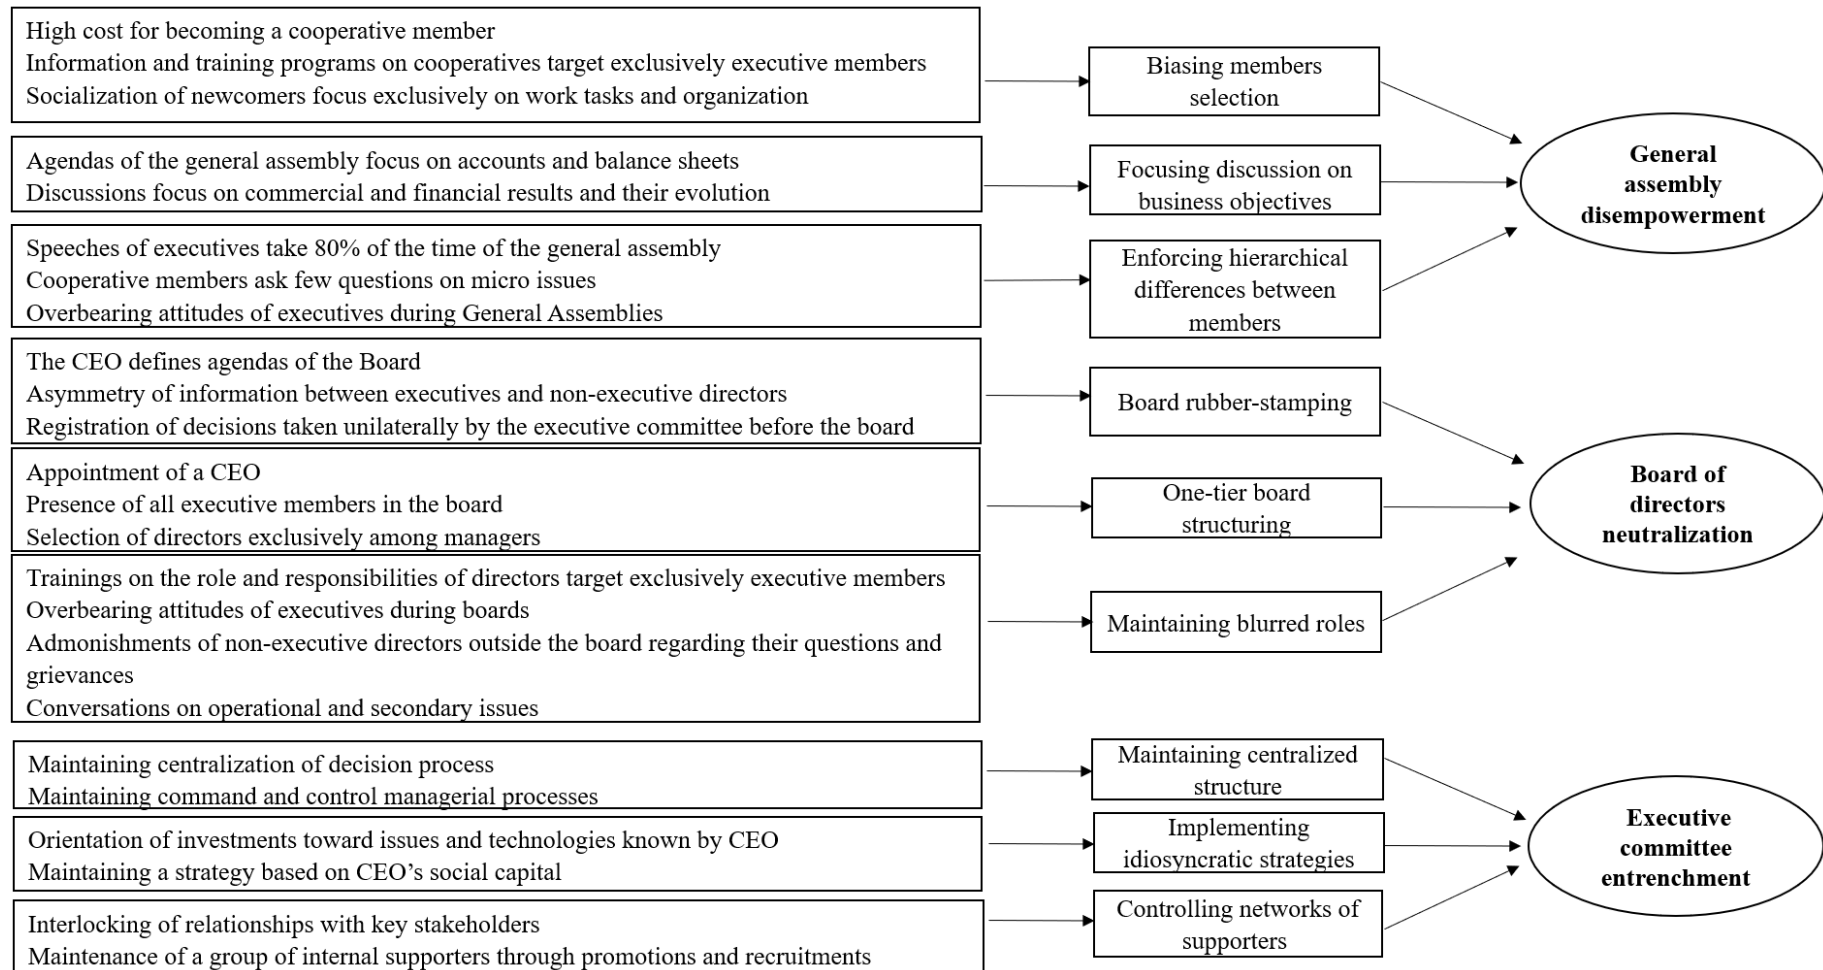 High cost for becoming a cooperative member
Information and training programs on cooperatives target exclusively executive members
Socialization of newcomers focus exclusively on work tasks and organization
Biasing members
selection
Agendas of the general assembly focus on accounts and balance sheets
Discussions focus on commercial and financial results and their evolution
Focusing discussion on
business objectives
Speeches of executives take 80% of the time of the general assembly
Cooperative members ask few questions on micro issues
Overbearing attitudes of executives during General Assemblies
Enforcing hierarchical
differences between
members
General
assembly
disempowerment
The CEO defines agendas of the Board
Asymmetry of information between executives and non-executive directors
Registration of decisions taken unilaterally by the executive committee before the board
Board rubber-stamping
Appointment of a CEO
Presence of all executive members in the board
Selection of directors exclusively among managers
One-tier board
structuring
Trainings on the role and responsibilities of directors target exclusively executive members
Overbearing attitudes of executives during boards
Admonishments of non-executive directors outside the board regarding their questions and
grievances
Conversations on operational and secondary issues
Maintaining blurred roles
Board of
directors
neutralization
Maintaining centralization of decision process
Maintaining command and control managerial processes
Maintaining centralized
structure
Orientation of investments toward issues and technologies known by CEO
Maintaining a strategy based on CEO’s social capital
Implementing
idiosyncratic strategies
Interlocking of relationships with key stakeholders
Maintenance of a group of internal supporters through promotions and recruitments
Controlling networks of
supporters
Executive
committee
entrenchment